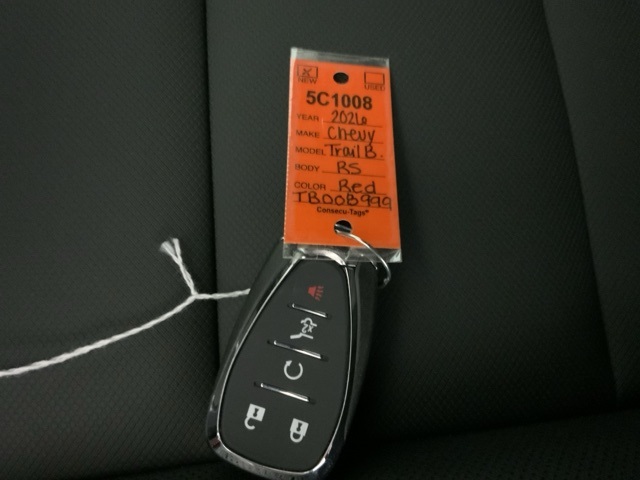 X
NEW USED
5C1008
YEAR 2026
MAKE Chevy
MODEL Trail B.
BODY RS
COLOR Red
TB00B999
Consecu-Tags®